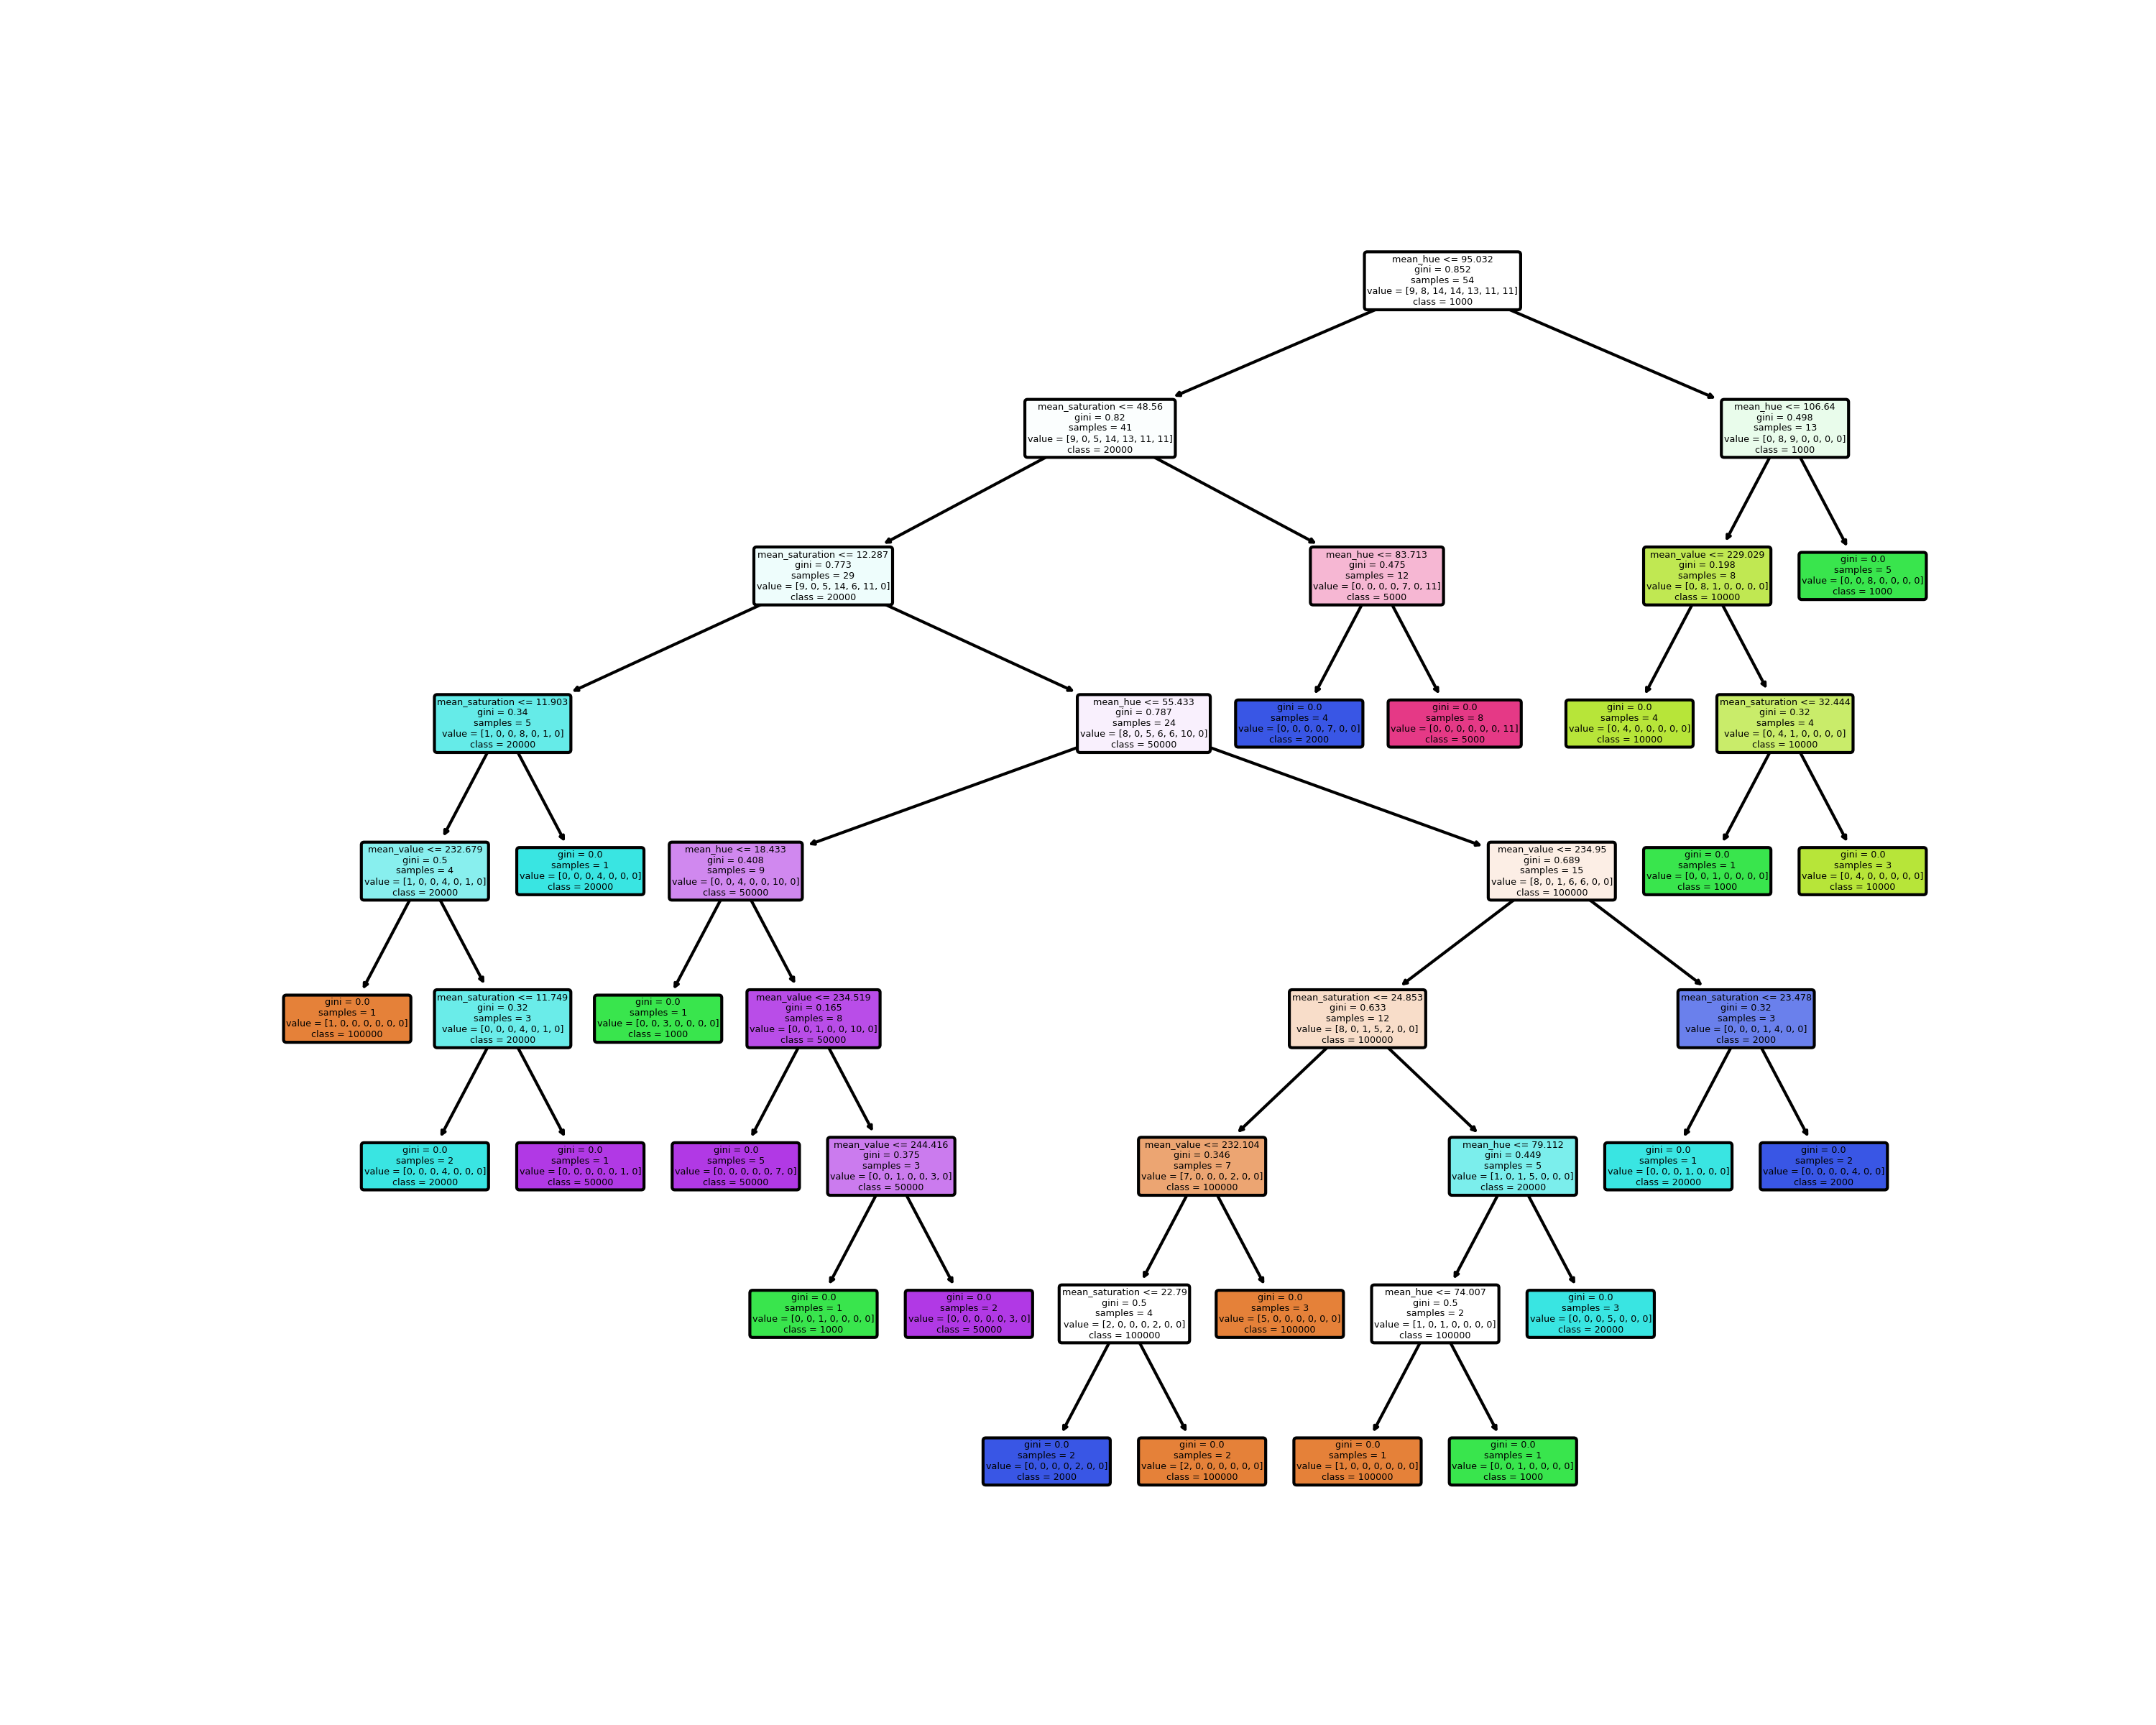 mean_hue <= 95.032
gini = 0.852
samples = 54
value = [9, 8, 14, 14, 13, 11, 11]
class = 1000
mean_saturation <= 48.56
gini = 0.82
samples = 41
value = [9, 0, 5, 14, 13, 11, 11]
class = 20000
mean_hue <= 106.64
gini = 0.498
samples = 13
value = [0, 8, 9, 0, 0, 0, 0]
class = 1000
mean_saturation <= 12.287
gini = 0.773
samples = 29
value = [9, 0, 5, 14, 6, 11, 0]
class = 20000
mean_hue <= 83.713
gini = 0.475
samples = 12
value = [0, 0, 0, 0, 7, 0, 11]
class = 5000
mean_value <= 229.029
gini = 0.198
samples = 8
value = [0, 8, 1, 0, 0, 0, 0]
class = 10000
gini = 0.0
samples = 5
value = [0, 0, 8, 0, 0, 0, 0]
class = 1000
mean_saturation <= 11.903
gini = 0.34
samples = 5
value = [1, 0, 0, 8, 0, 1, 0]
class = 20000
mean_hue <= 55.433
gini = 0.787
samples = 24
value = [8, 0, 5, 6, 6, 10, 0]
class = 50000
gini = 0.0
samples = 4
value = [0, 0, 0, 0, 7, 0, 0]
class = 2000
gini = 0.0
samples = 8
value = [0, 0, 0, 0, 0, 0, 11]
class = 5000
gini = 0.0
samples = 4
value = [0, 4, 0, 0, 0, 0, 0]
class = 10000
mean_saturation <= 32.444
gini = 0.32
samples = 4
value = [0, 4, 1, 0, 0, 0, 0]
class = 10000
mean_value <= 232.679
gini = 0.5
samples = 4
value = [1, 0, 0, 4, 0, 1, 0]
class = 20000
gini = 0.0
samples = 1
value = [0, 0, 0, 4, 0, 0, 0]
class = 20000
mean_hue <= 18.433
gini = 0.408
samples = 9
value = [0, 0, 4, 0, 0, 10, 0]
class = 50000
mean_value <= 234.95
gini = 0.689
samples = 15
value = [8, 0, 1, 6, 6, 0, 0]
class = 100000
gini = 0.0
samples = 1
value = [0, 0, 1, 0, 0, 0, 0]
class = 1000
gini = 0.0
samples = 3
value = [0, 4, 0, 0, 0, 0, 0]
class = 10000
gini = 0.0
samples = 1
value = [1, 0, 0, 0, 0, 0, 0]
class = 100000
mean_saturation <= 11.749
gini = 0.32
samples = 3
value = [0, 0, 0, 4, 0, 1, 0]
class = 20000
gini = 0.0
samples = 1
value = [0, 0, 3, 0, 0, 0, 0]
class = 1000
mean_value <= 234.519
gini = 0.165
samples = 8
value = [0, 0, 1, 0, 0, 10, 0]
class = 50000
mean_saturation <= 24.853
gini = 0.633
samples = 12
value = [8, 0, 1, 5, 2, 0, 0]
class = 100000
mean_saturation <= 23.478
gini = 0.32
samples = 3
value = [0, 0, 0, 1, 4, 0, 0]
class = 2000
gini = 0.0
samples = 2
value = [0, 0, 0, 4, 0, 0, 0]
class = 20000
gini = 0.0
samples = 1
value = [0, 0, 0, 0, 0, 1, 0]
class = 50000
gini = 0.0
samples = 5
value = [0, 0, 0, 0, 0, 7, 0]
class = 50000
mean_value <= 244.416
gini = 0.375
samples = 3
value = [0, 0, 1, 0, 0, 3, 0]
class = 50000
mean_value <= 232.104
gini = 0.346
samples = 7
value = [7, 0, 0, 0, 2, 0, 0]
class = 100000
mean_hue <= 79.112
gini = 0.449
samples = 5
value = [1, 0, 1, 5, 0, 0, 0]
class = 20000
gini = 0.0
samples = 1
value = [0, 0, 0, 1, 0, 0, 0]
class = 20000
gini = 0.0
samples = 2
value = [0, 0, 0, 0, 4, 0, 0]
class = 2000
gini = 0.0
samples = 1
value = [0, 0, 1, 0, 0, 0, 0]
class = 1000
gini = 0.0
samples = 2
value = [0, 0, 0, 0, 0, 3, 0]
class = 50000
mean_saturation <= 22.79
gini = 0.5
samples = 4
value = [2, 0, 0, 0, 2, 0, 0]
class = 100000
gini = 0.0
samples = 3
value = [5, 0, 0, 0, 0, 0, 0]
class = 100000
mean_hue <= 74.007
gini = 0.5
samples = 2
value = [1, 0, 1, 0, 0, 0, 0]
class = 100000
gini = 0.0
samples = 3
value = [0, 0, 0, 5, 0, 0, 0]
class = 20000
gini = 0.0
samples = 2
value = [0, 0, 0, 0, 2, 0, 0]
class = 2000
gini = 0.0
samples = 2
value = [2, 0, 0, 0, 0, 0, 0]
class = 100000
gini = 0.0
samples = 1
value = [1, 0, 0, 0, 0, 0, 0]
class = 100000
gini = 0.0
samples = 1
value = [0, 0, 1, 0, 0, 0, 0]
class = 1000